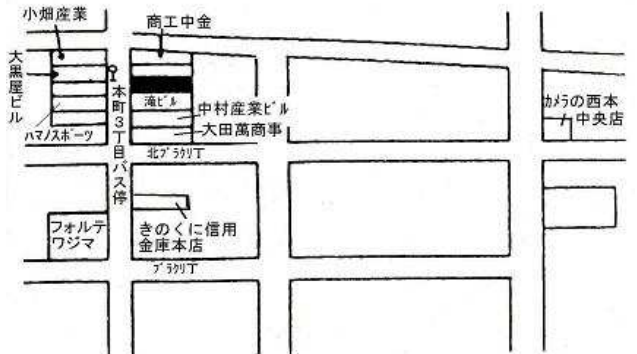 小畑産業
商工中金
大黒屋ビル
本町3丁目バス停
滝ビル
中村産業ビル
大田萬商事
ハマノスポーツ
カメラの西本
中央店
北ブラクリ丁
フォルテ
ワジマ
きのくに信用
金庫本店
ブラクリ丁